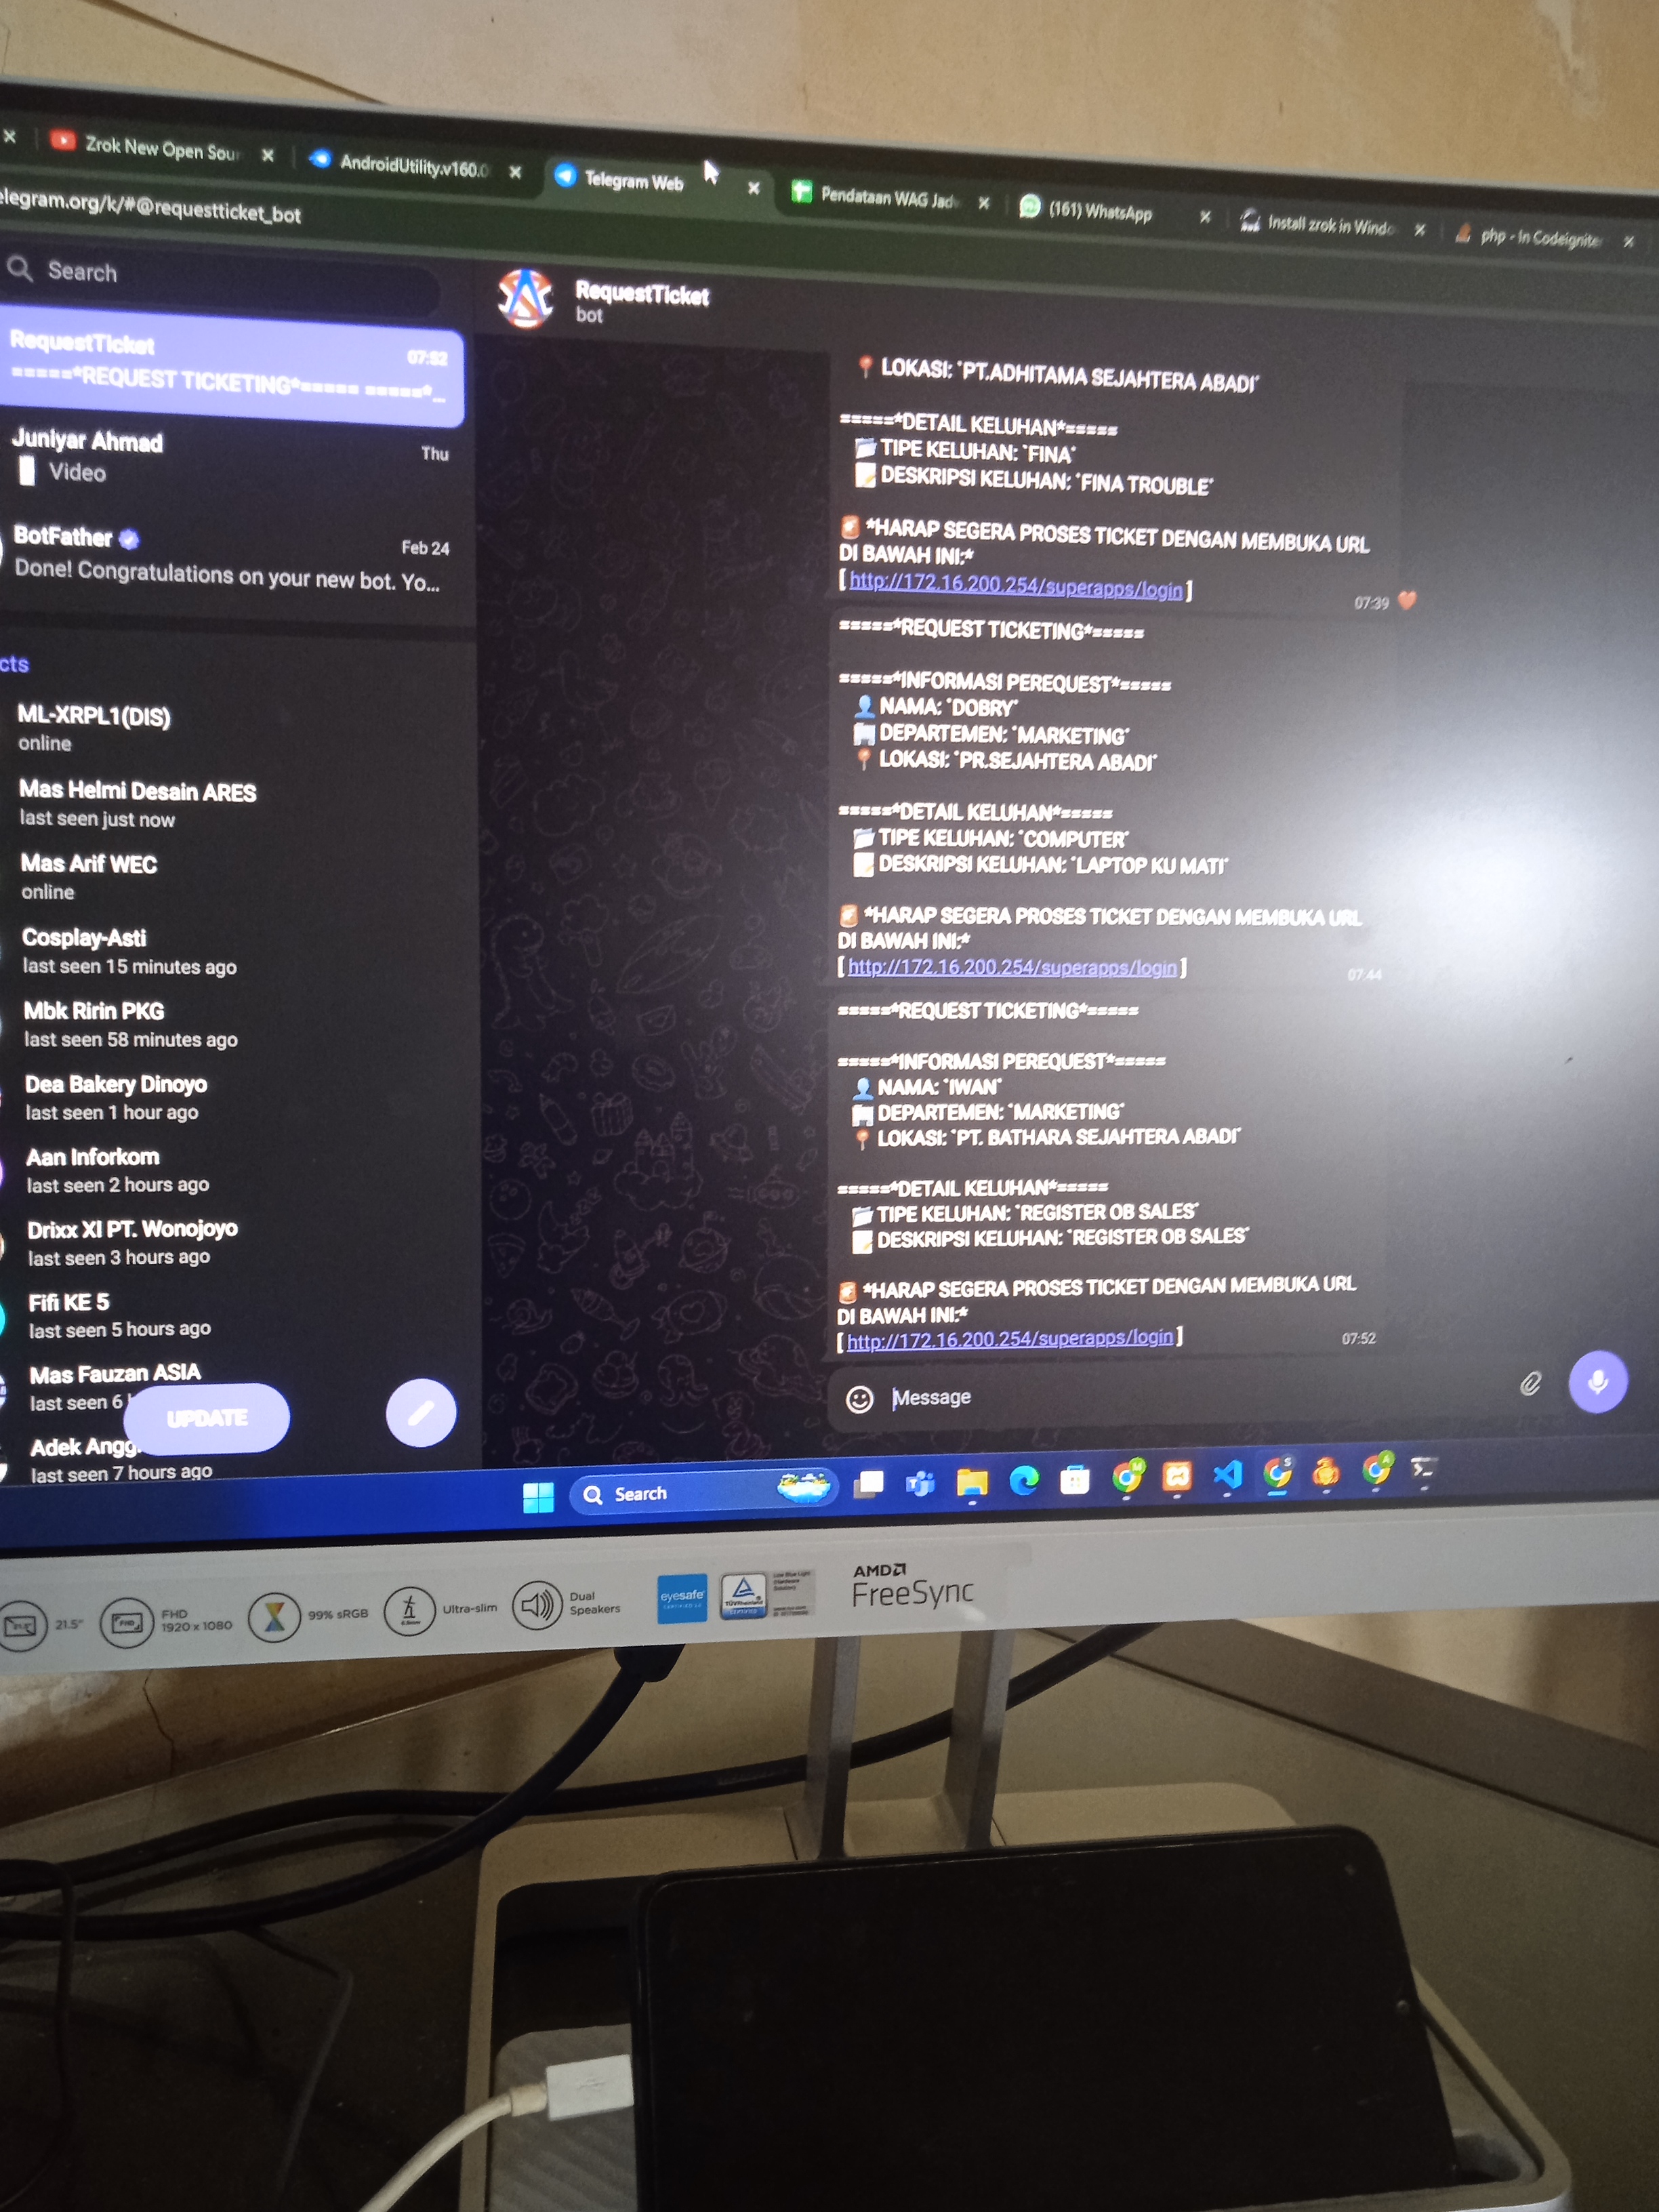 Zrok New Open Sour
AndroidUtility.v160.0
Telegram Web
Pendataan WAG Jad
(161) WhatsApp
Install zrok in Windo
php - In Codeigniter
elegram.org/k/#@requestticket_bot
Search
RequestTicket
07:52
=====*REQUEST TICKETING*===== =====*...
Juniyar Ahmad
Thu
Video
BotFather
Feb 24
Done! Congratulations on your new bot. Yo...
cts
ML-XRPL1(DIS)
online
Mas Helmi Desain ARES
last seen just now
Mas Arif WEC
online
Cosplay-Asti
last seen 15 minutes ago
Mbk Ririn PKG
last seen 58 minutes ago
Dea Bakery Dinoyo
last seen 1 hour ago
Aan Inforkom
last seen 2 hours ago
Drixx XI PT. Wonojoyo
last seen 3 hours ago
Fifi KE 5
last seen 5 hours ago
Mas Fauzan ASIA
last seen 6 h
UPDATE
Adek Angg
last seen 7 hours ago
RequestTicket
bot
📍 LOKASI: `PT.ADHITAMA SEJAHTERA ABADI`
=====*DETAIL KELUHAN*=====
📂 TIPE KELUHAN: `FINA`
📝 DESKRIPSI KELUHAN: `FINA TROUBLE`
🚨 *HARAP SEGERA PROSES TICKET DENGAN MEMBUKA URL
DI BAWAH INI:*
[ http://172.16.200.254/superapps/login ]
07:39
=====*REQUEST TICKETING*=====
=====*INFORMASI PEREQUEST*=====
👤 NAMA: `DOBRY`
🏢 DEPARTEMEN: `MARKETING`
📍 LOKASI: `PR.SEJAHTERA ABADI`
=====*DETAIL KELUHAN*=====
📂 TIPE KELUHAN: `COMPUTER`
📝 DESKRIPSI KELUHAN: `LAPTOP KU MATI`
🚨 *HARAP SEGERA PROSES TICKET DENGAN MEMBUKA URL
DI BAWAH INI:*
[ http://172.16.200.254/superapps/login ]
07:44
=====*REQUEST TICKETING*=====
=====*INFORMASI PEREQUEST*=====
👤 NAMA: `IWAN`
🏢 DEPARTEMEN: `MARKETING`
📍 LOKASI: `PT. BATHARA SEJAHTERA ABADI`
=====*DETAIL KELUHAN*=====
📂 TIPE KELUHAN: `REGISTER OB SALES`
📝 DESKRIPSI KELUHAN: `REGISTER OB SALES`
🚨 *HARAP SEGERA PROSES TICKET DENGAN MEMBUKA URL
DI BAWAH INI:*
[ http://172.16.200.254/superapps/login ]
07:52
Message
Search
21.5"
FHD
1920 x 1080
99% sRGB
Ultra-slim
Dual
Speakers
eyesafe
TÜVRheinland
Low Blue Light
AMD
FreeSync